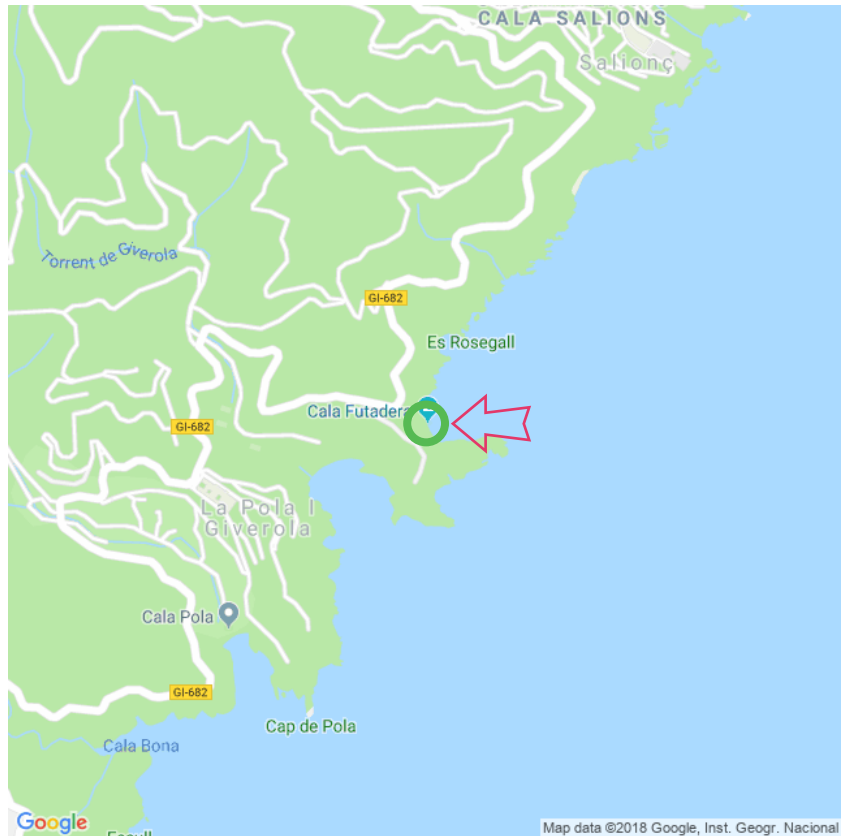 CALA SALIONS
Salionç
Torrent de Giverola
GI-682
Es Rosegall
Cala Futadera
GI-682
La Pola I
Giverola
Cala Pola
GI-682
Cap de Pola
Cala Bona
Google
Map data ©2018 Google, Inst. Geogr. Nacional